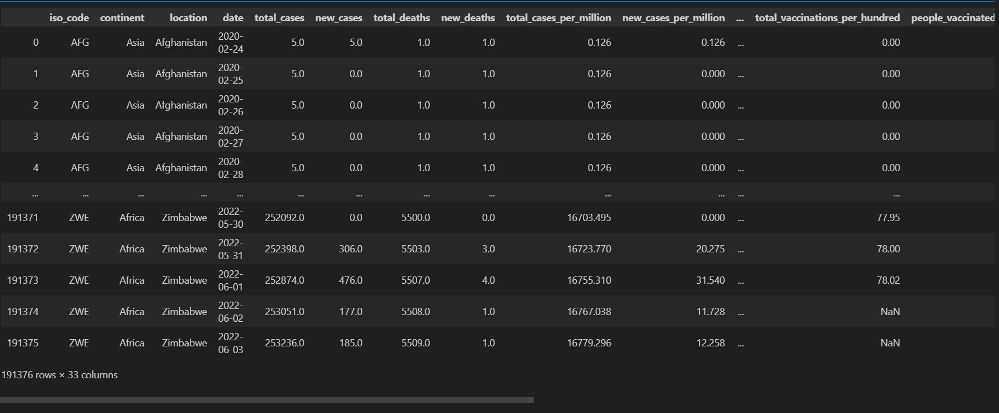 iso_code continent location date total_cases new_cases total_deaths new_deaths total_cases_per_million new_cases_per_million ... total_vaccinations_per_hundred people_vaccinated
0 AFG Asia Afghanistan 2020-02-24 5.0 5.0 1.0 1.0 0.126 0.126 ... 0.00
1 AFG Asia Afghanistan 2020-02-25 5.0 0.0 1.0 1.0 0.126 0.000 ... 0.00
2 AFG Asia Afghanistan 2020-02-26 5.0 0.0 1.0 1.0 0.126 0.000 ... 0.00
3 AFG Asia Afghanistan 2020-02-27 5.0 0.0 1.0 1.0 0.126 0.000 ... 0.00
4 AFG Asia Afghanistan 2020-02-28 5.0 0.0 1.0 1.0 0.126 0.000 ... 0.00
... ... ... ... ... ... ... ... ... ... ... ... ...
191371 ZWE Africa Zimbabwe 2022-05-30 252092.0 0.0 5500.0 0.0 16703.495 0.000 ... 77.95
191372 ZWE Africa Zimbabwe 2022-05-31 252398.0 306.0 5503.0 3.0 16723.770 20.275 ... 78.00
191373 ZWE Africa Zimbabwe 2022-06-01 252874.0 476.0 5507.0 4.0 16755.310 31.540 ... 78.02
191374 ZWE Africa Zimbabwe 2022-06-02 253051.0 177.0 5508.0 1.0 16767.038 11.728 ... NaN
191375 ZWE Africa Zimbabwe 2022-06-03 253236.0 185.0 5509.0 1.0 16779.296 12.258 ... NaN
191376 rows × 33 columns